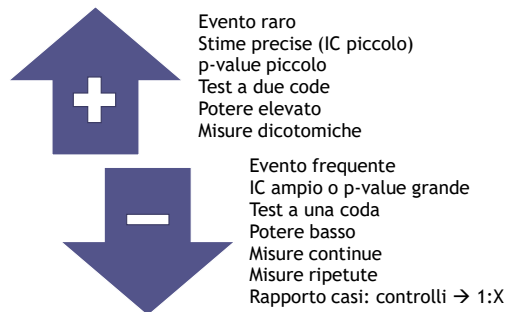 Evento raro
Stime precise (IC piccolo)
p-value piccolo
Test a due code
Potere elevato
Misure dicotomiche
Evento frequente
IC ampio o p-value grande
Test a una coda
Potere basso
Misure continue
Misure ripetute
Rapporto casi: controlli → 1:X